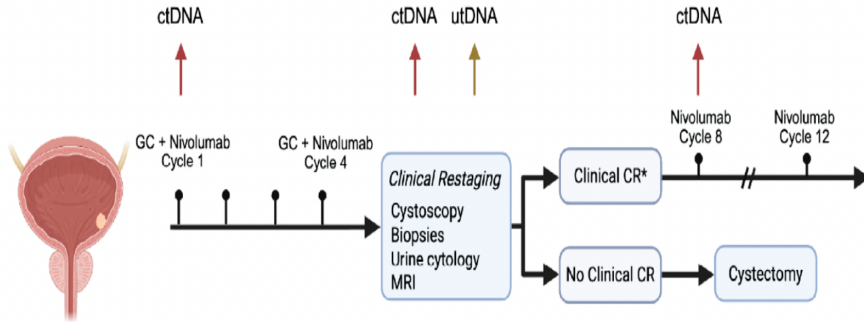 ctDNA
ctDNA
utDNA
ctDNA
GC + Nivolumab
Cycle 1
GC + Nivolumab
Cycle 4
Clinical Restaging
Cystoscopy
Biopsies
Urine cytology
MRI
Clinical CR*
Nivolumab
Cycle 8
Nivolumab
Cycle 12
No Clinical CR
Cystectomy